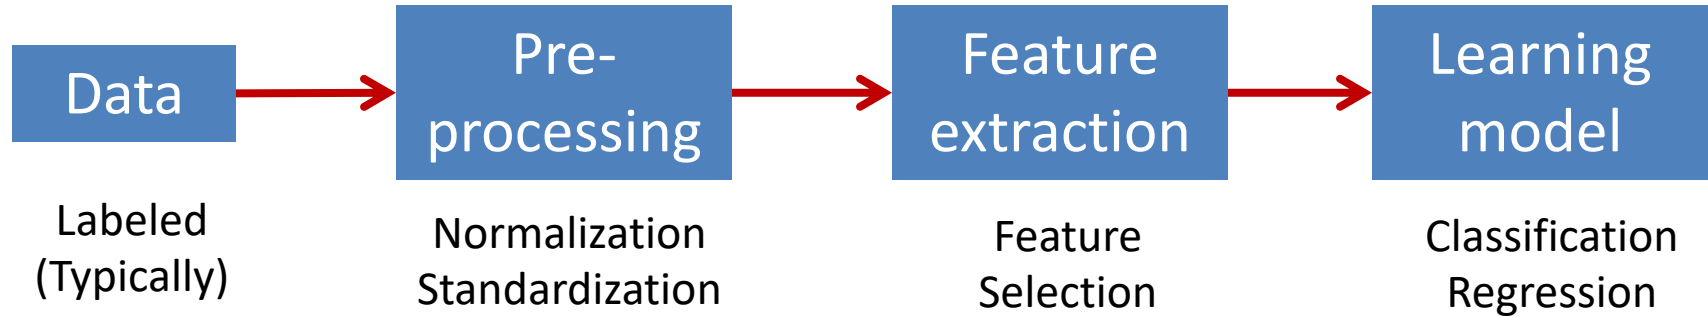 Data
Pre-
processing
Feature
extraction
Learning
model
Labeled
(Typically)
Normalization
Standardization
Feature
Selection
Classification
Regression